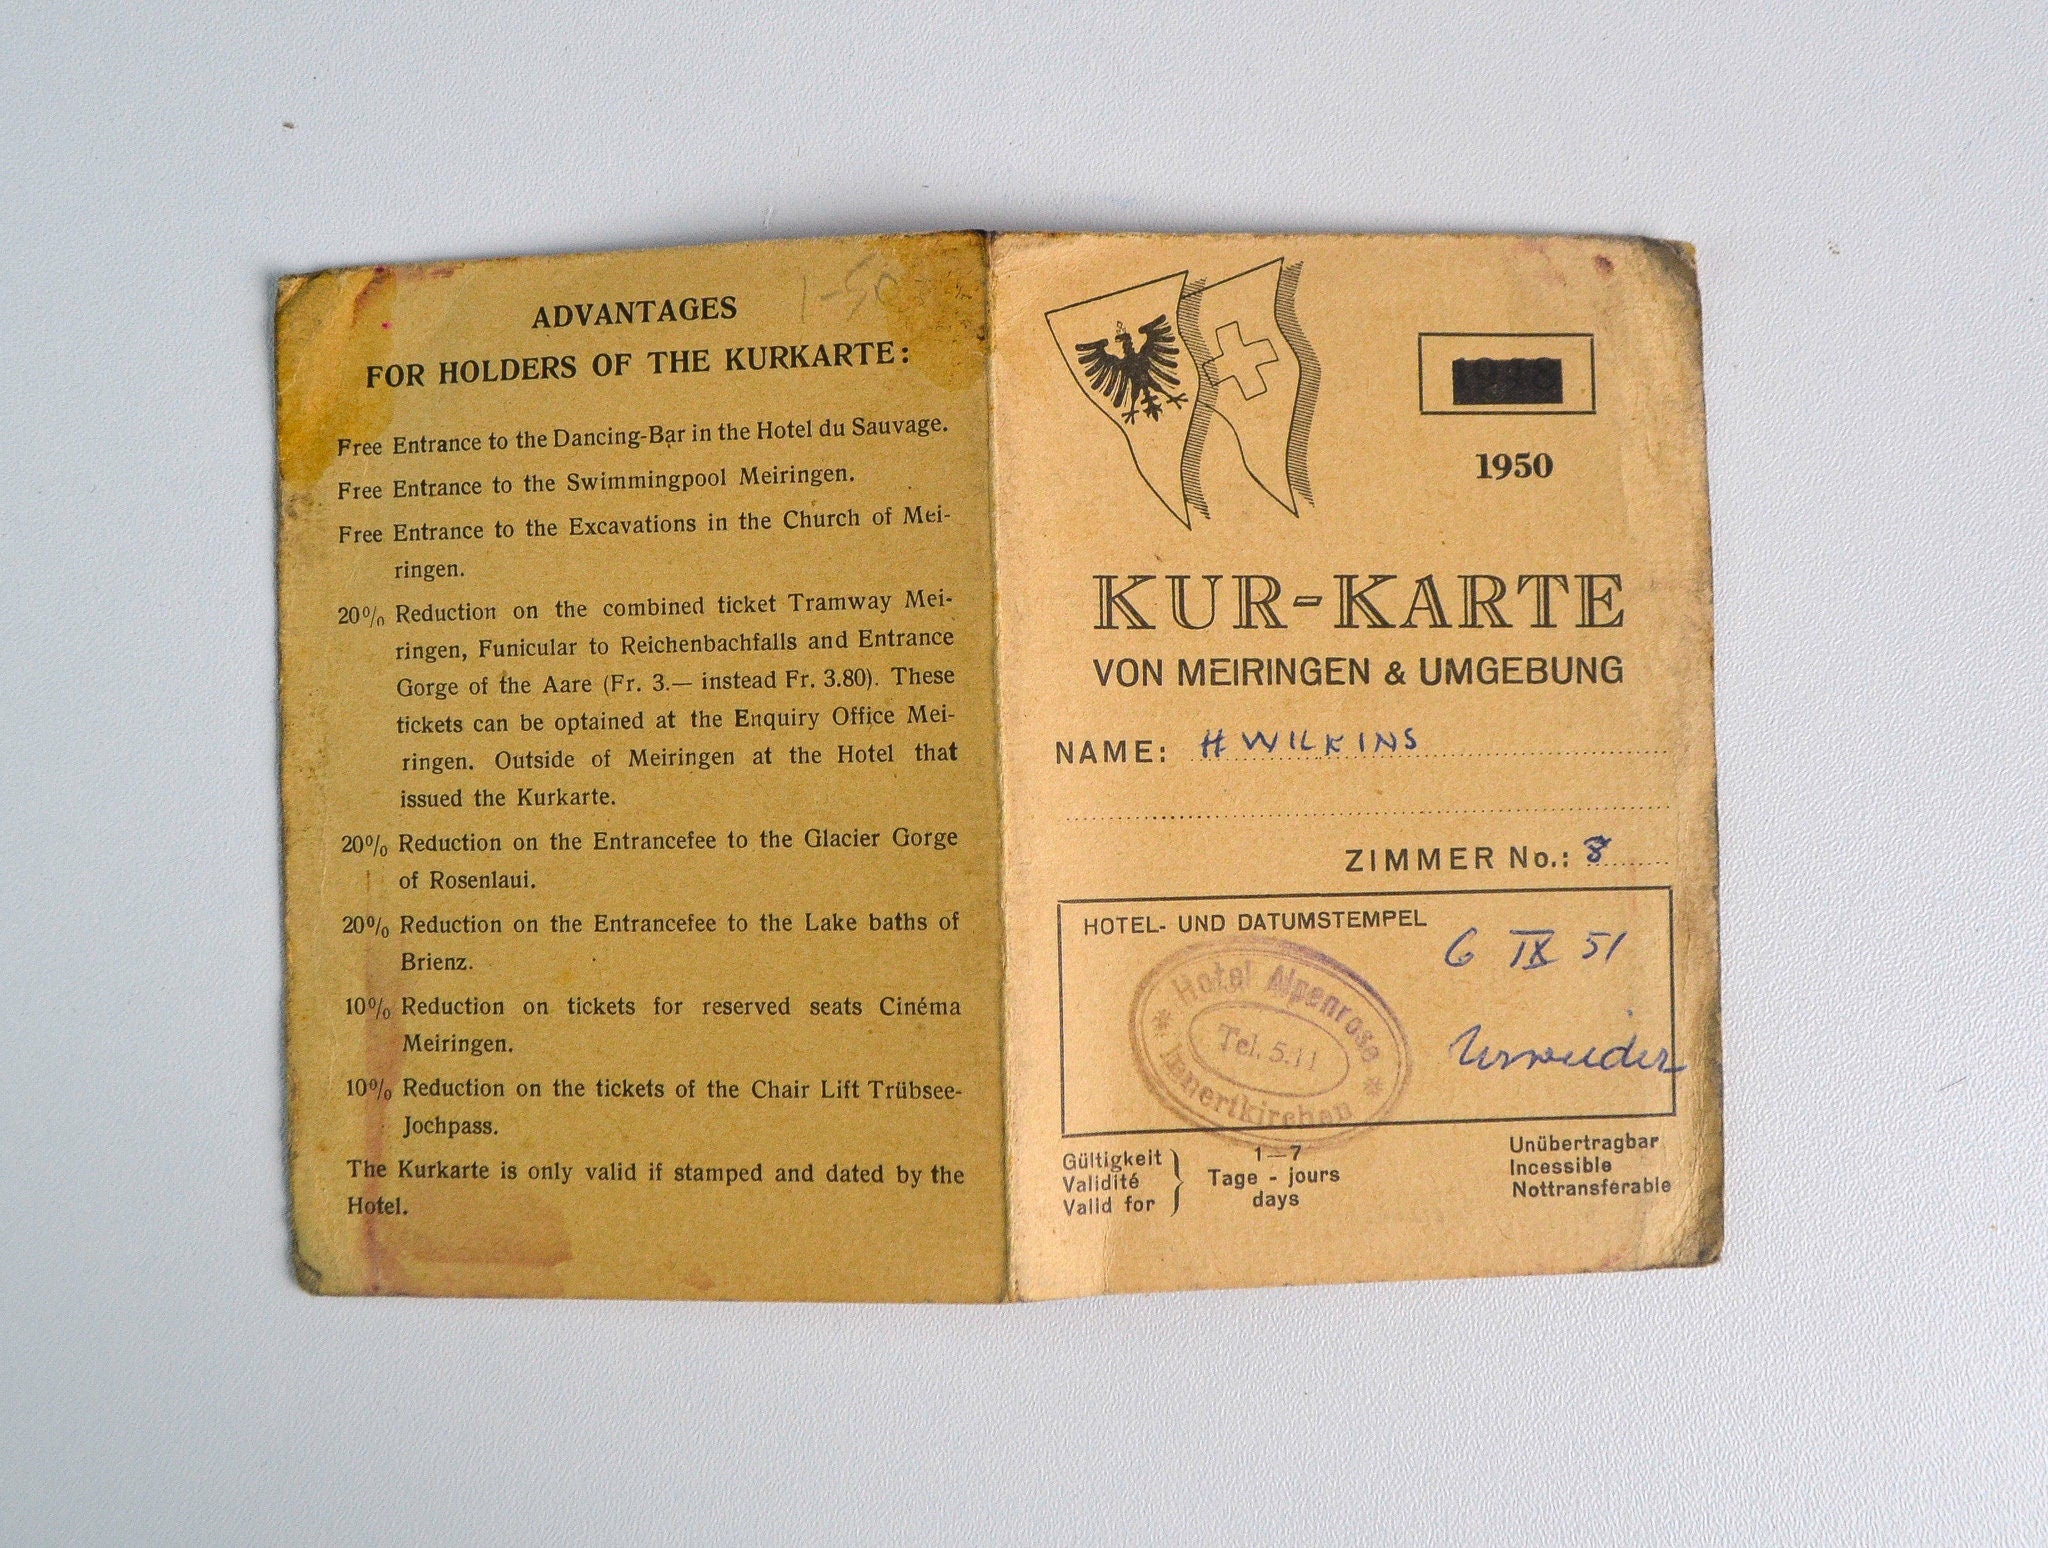 ADVANTAGES
1-50
FOR HOLDERS OF THE KURKARTE:
Free Entrance to the Dancing-Bar in the Hotel du Sauvage.
Free Entrance to the Swimmingpool Meiringen.
Free Entrance to the Excavations in the Church of Mei-
ringen.
20% Reduction on the combined ticket Tramway Mei-
ringen, Funicular to Reichenbachfalls and Entrance
Gorge of the Aare (Fr. 3.— instead Fr. 3.80). These
tickets can be optained at the Enquiry Office Mei-
ringen. Outside of Meiringen at the Hotel that
issued the Kurkarte.
20% Reduction on the Entrancefee to the Glacier Gorge
of Rosenlaui.
20% Reduction on the Entrancefee to the Lake baths of
Brienz.
10% Reduction on tickets for reserved seats Cinéma
Meiringen.
10% Reduction on the tickets of the Chair Lift Trübsee-
Jochpass.
The Kurkarte is only valid if stamped and dated by the
Hotel.
1950
KUR-KARTE
VON MEIRINGEN & UMGEBUNG
NAME: H WILKINS
ZIMMER No.: 8
HOTEL- UND DATUMSTEMPEL
6 IX 51
Hotel Alpenrose
Tel. 5.11
Innertkirchen
Gültigkeit
Validité
Valid for
1—7
Tage - jours
days
Unübertragbar
Incessible
Nottransferable